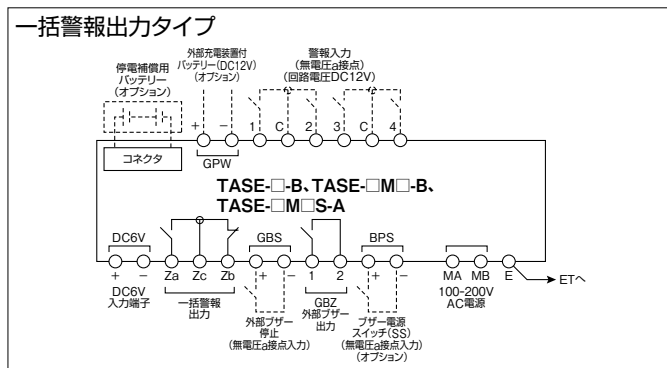 一括警報出力タイプ
外部充電装置付
バッテリー(DC12V)
(オプション)
警報入力
(無電圧a接点)
(回路電圧DC12V)
停電補償用
バッテリー
(オプション)
コネクタ
+ − 1 C 2 3 C 4
GPW
TASE-□-B、TASE-□M□-B、
TASE-□M□S-A
DC6V GBS BPS
+ − Za Zc Zb + − 1 2 + − MA MB E
ETへ
DC6V
入力端子
一括警報
出力
外部ブザー
停止
(無電圧a接点入力)
GBZ
外部ブザー
出力
ブザー電源
スイッチ(SS)
(無電圧a接点入力)
(オプション)
100-200V
AC電源